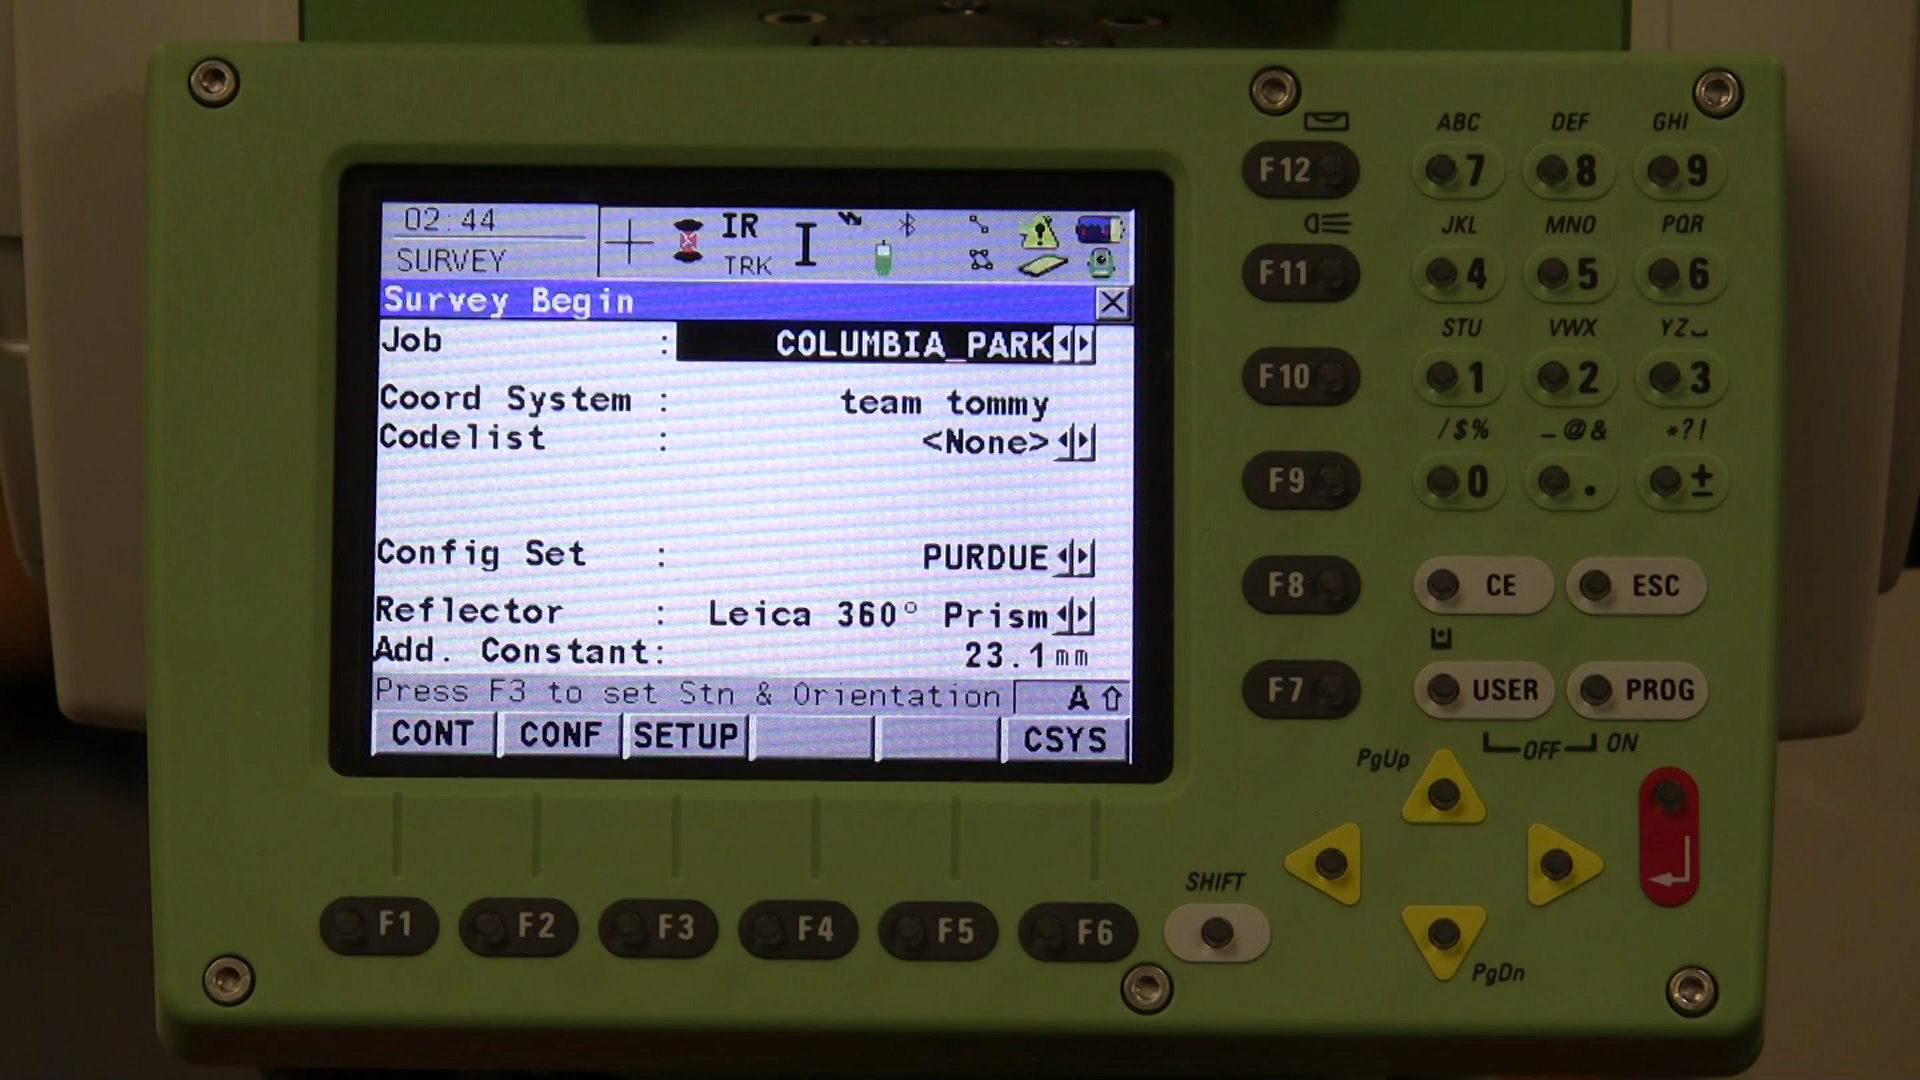 02:44
SURVEY
IR
TRK
I
Survey Begin
Job : COLUMBIA_PARK
Coord System : team tommy
Codelist : <None>
Config Set : PURDUE
Reflector : Leica 360° Prism
Add. Constant: 23.1mm
Press F3 to set Stn & Orientation A
CONT CONF SETUP CSYS
F1 F2 F3 F4 F5 F6
SHIFT
F12
F11
F10
F9
F8
F7
ABC DEF GHI
7 8 9
JKL MNO PQR
4 5 6
STU VWX YZ⎵
1 2 3
/$% _@& *?!
0 . ±
CE ESC
USER PROG
OFF ON
PgUp
PgDn